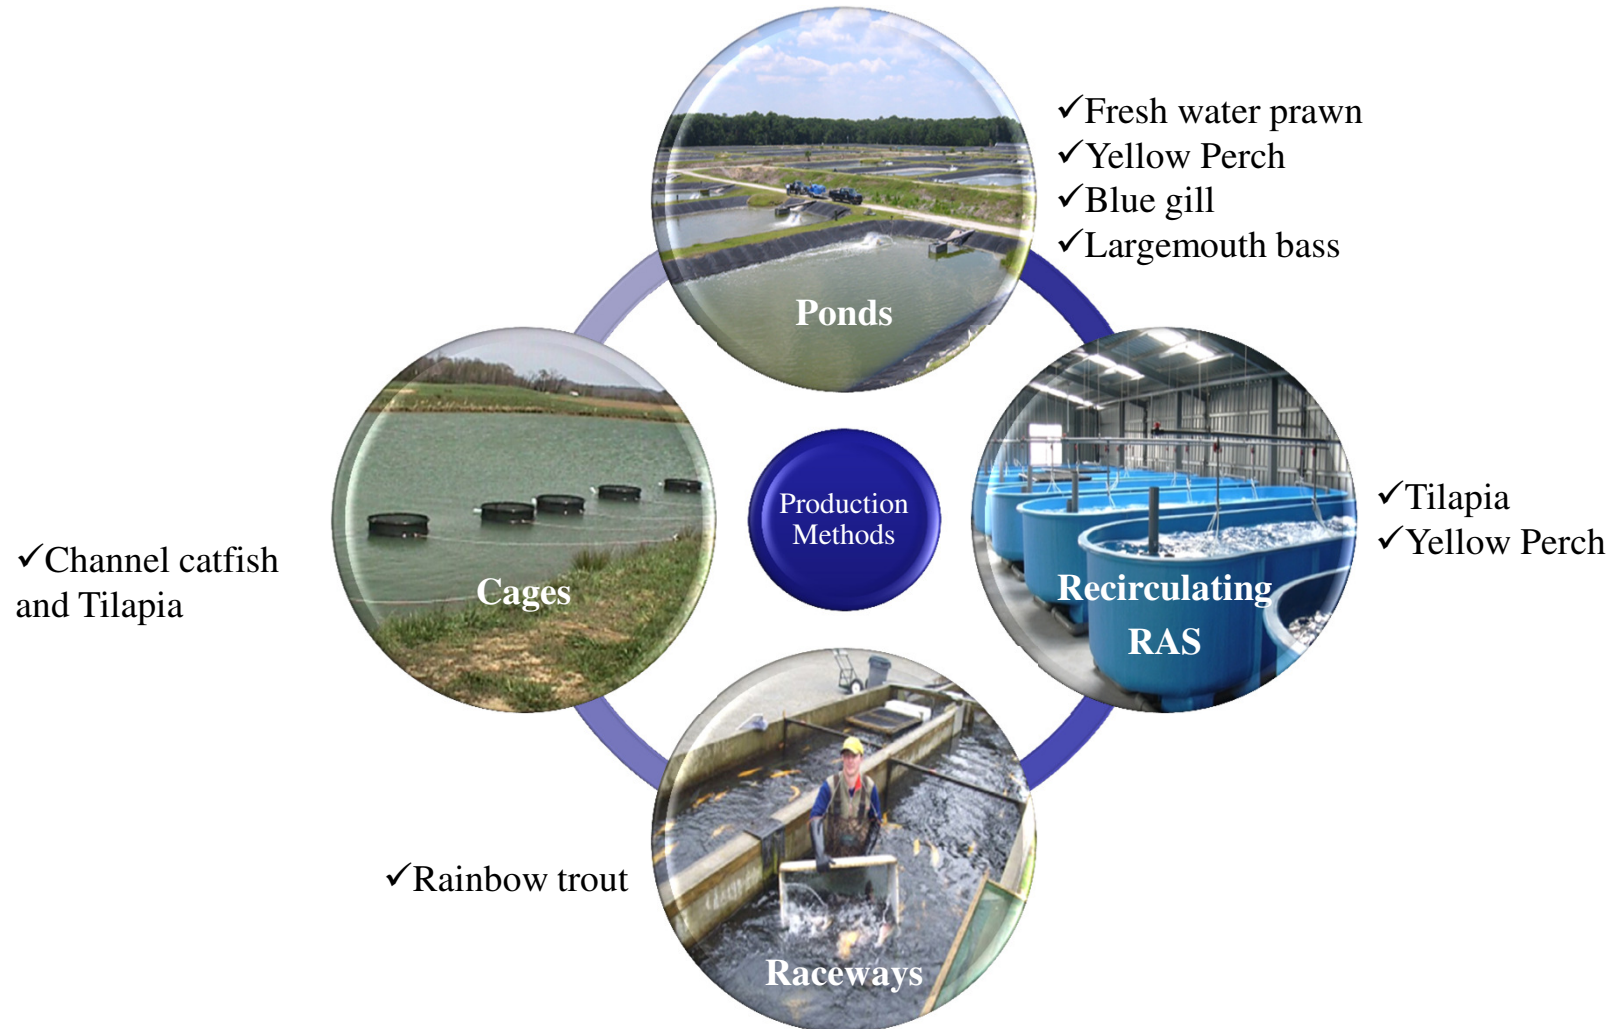 ✓Fresh water prawn
✓Yellow Perch
✓Blue gill
✓Largemouth bass
Ponds
Production
Methods
✓Tilapia
✓Yellow Perch
Recirculating
RAS
✓Channel catfish
and Tilapia
Cages
✓Rainbow trout
Raceways